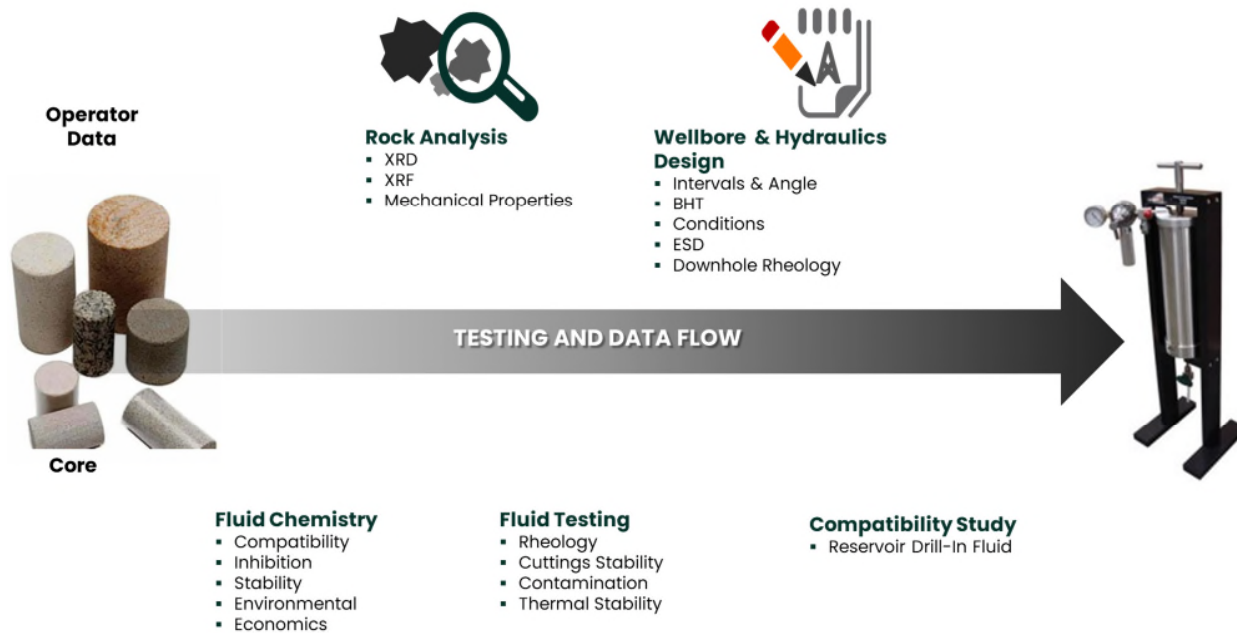 Operator
Data
Rock Analysis
▪ XRD
▪ XRF
▪ Mechanical Properties
Wellbore & Hydraulics
Design
▪ Intervals & Angle
▪ BHT
▪ Conditions
▪ ESD
▪ Downhole Rheology
TESTING AND DATA FLOW
Core
Fluid Chemistry
▪ Compatibility
▪ Inhibition
▪ Stability
▪ Environmental
▪ Economics
Fluid Testing
▪ Rheology
▪ Cuttings Stability
▪ Contamination
▪ Thermal Stability
Compatibility Study
▪ Reservoir Drill-In Fluid